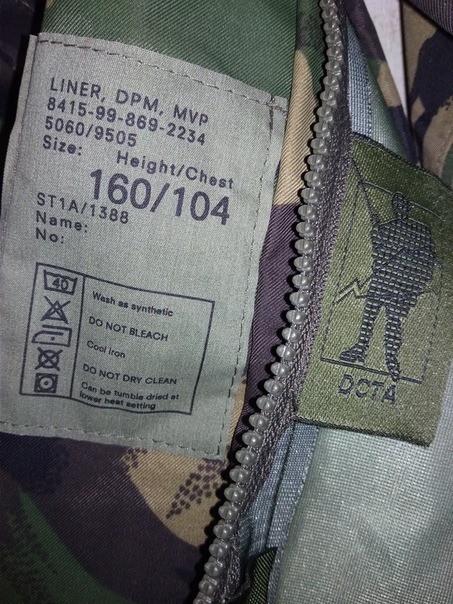 LINER, DPM, MVP
8415-99-869-2234
5060/9505
Size: Height/Chest
160/104
ST1A/1388
Name:
No:
40
Wash as synthetic
DO NOT BLEACH
Cool iron
DO NOT DRY CLEAN
Can be tumble dried at
lower heat setting
DCTA